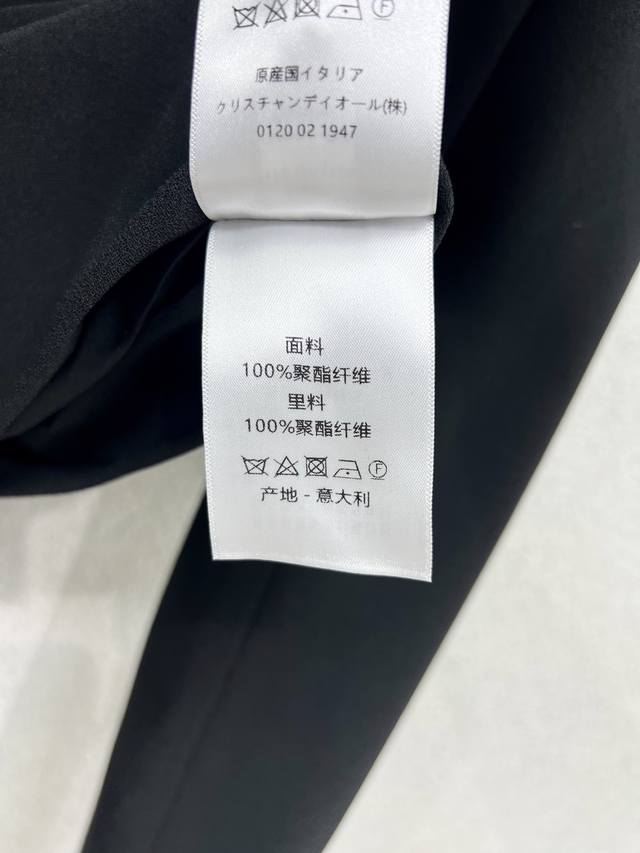 原産国イタリア
クリスチャンディオール(株)
0120 02 1947
面料
100%聚酯纤维
里料
100%聚酯纤维
F
产地 - 意大利